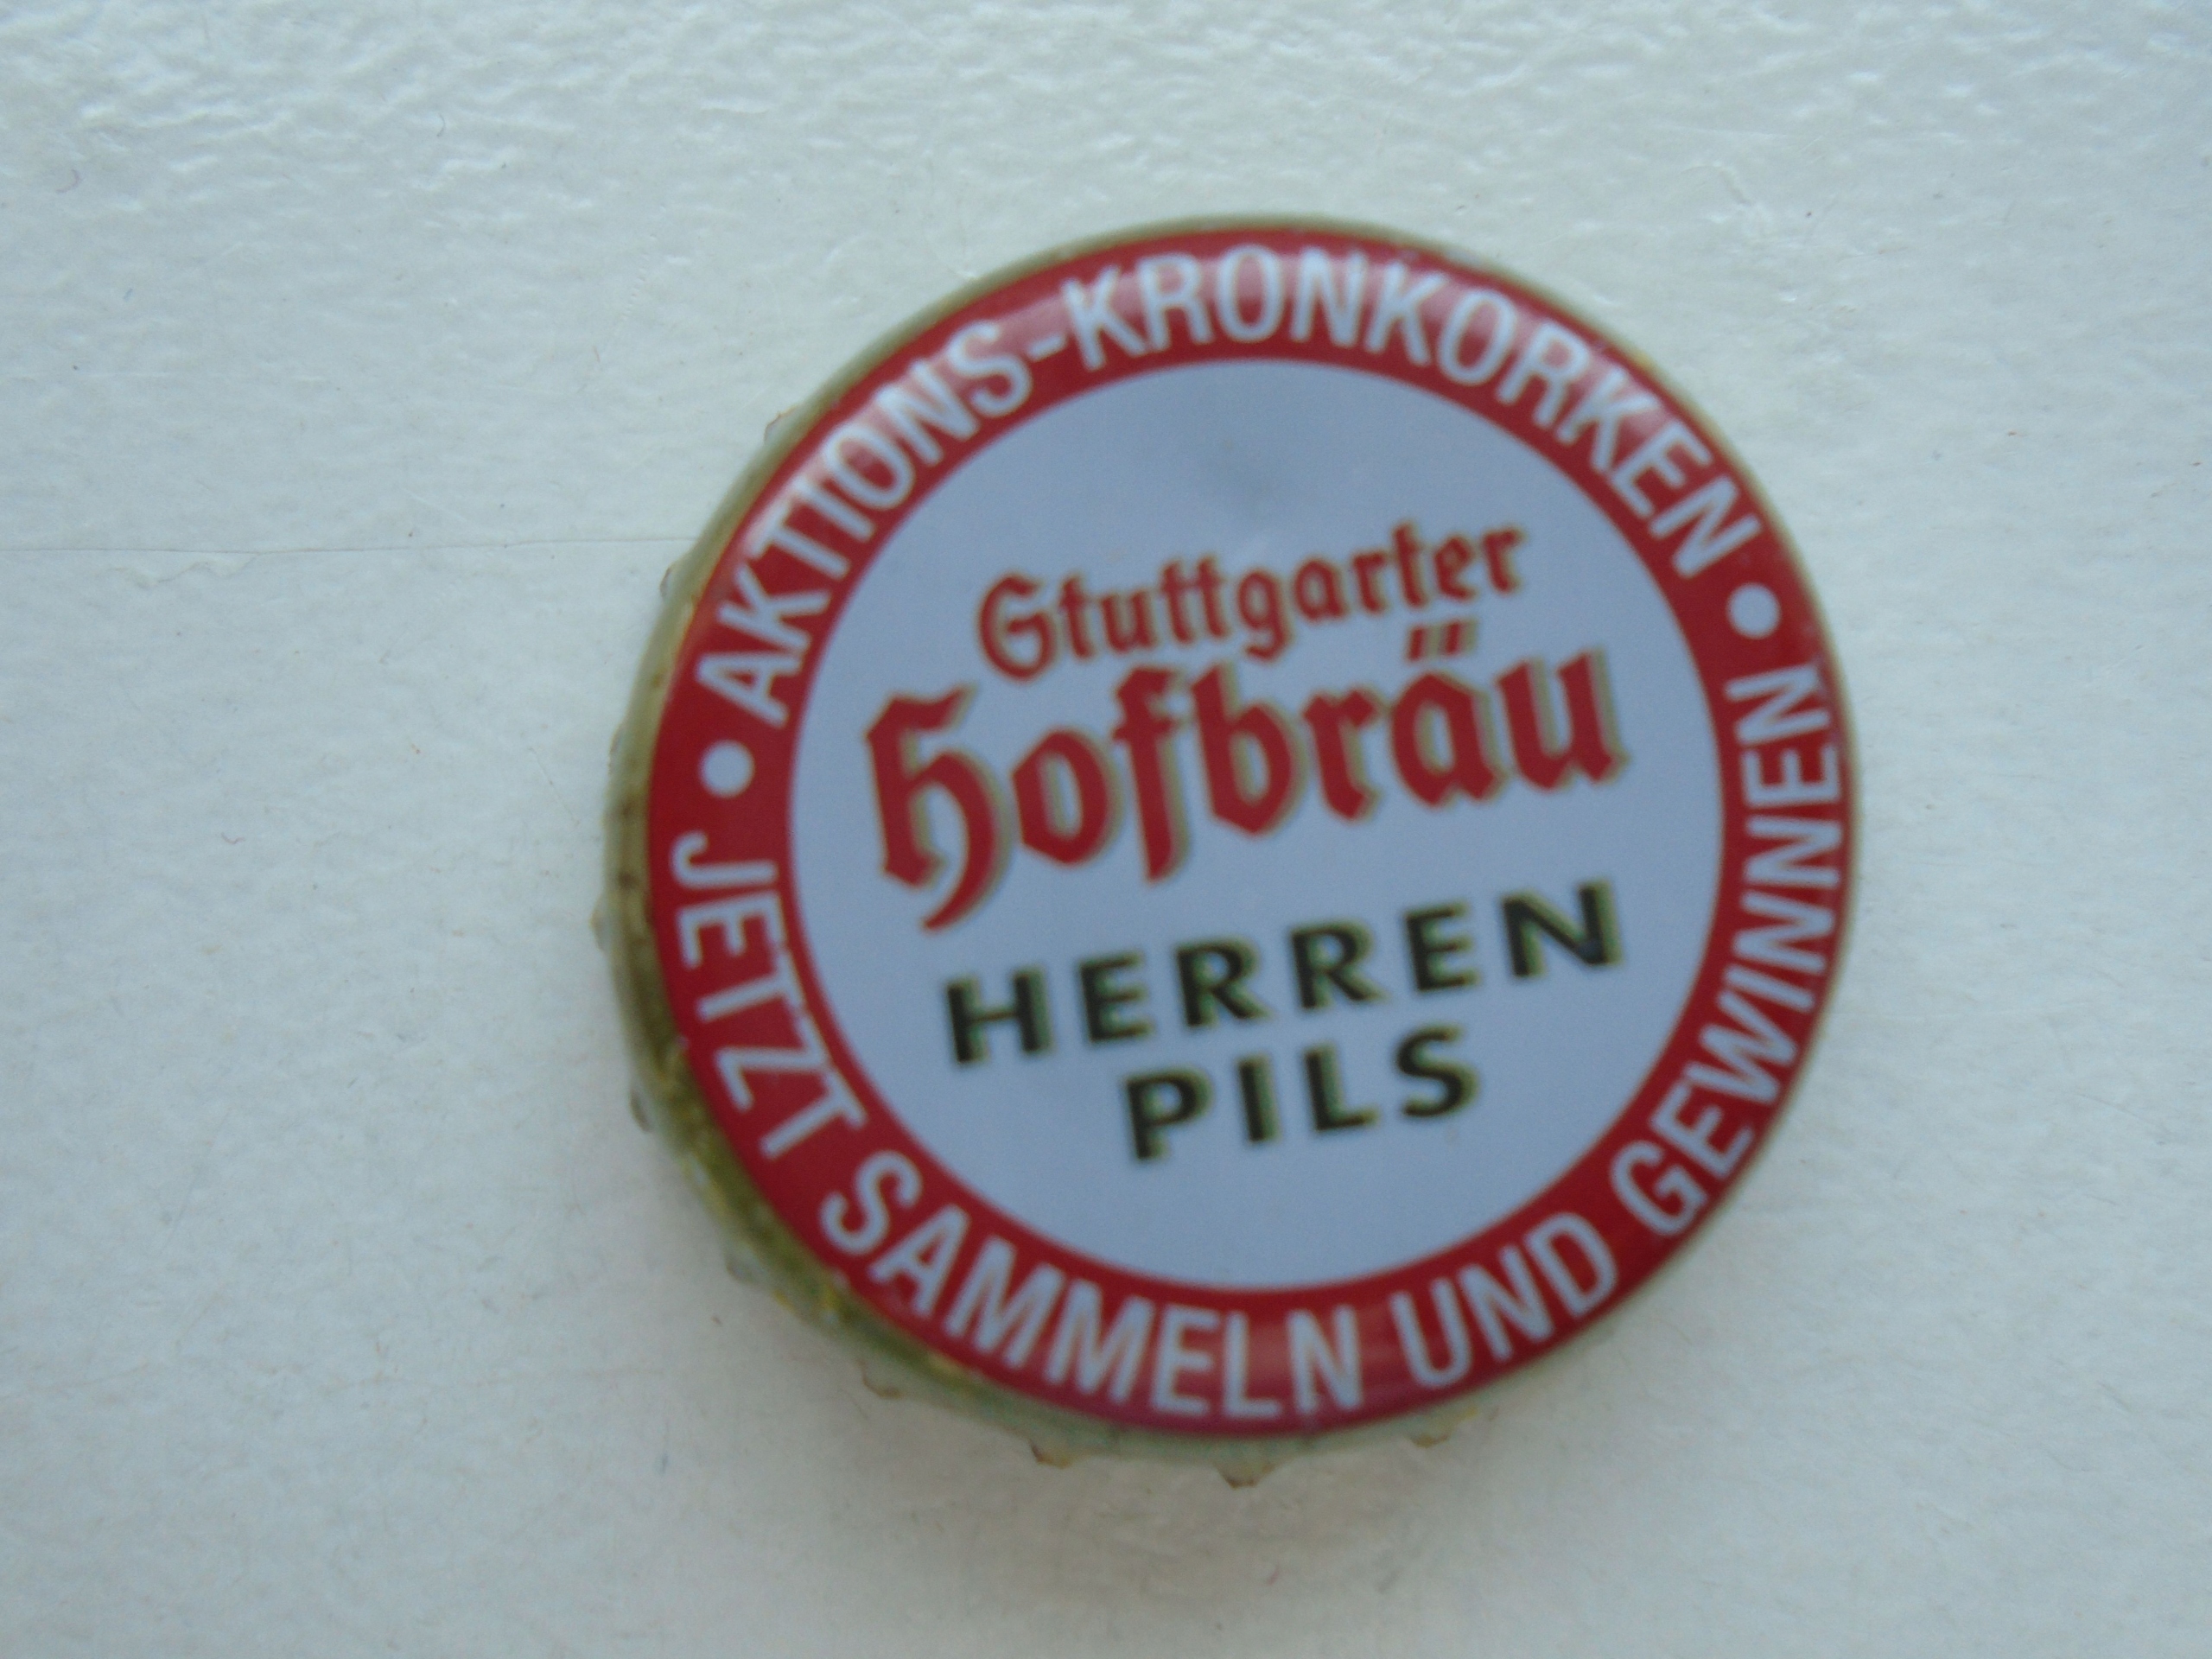 • AKTIONS-KRONKORKEN •
Stuttgarter
Hofbräu
HERREN
PILS
JETZT SAMMELN UND GEWINNEN